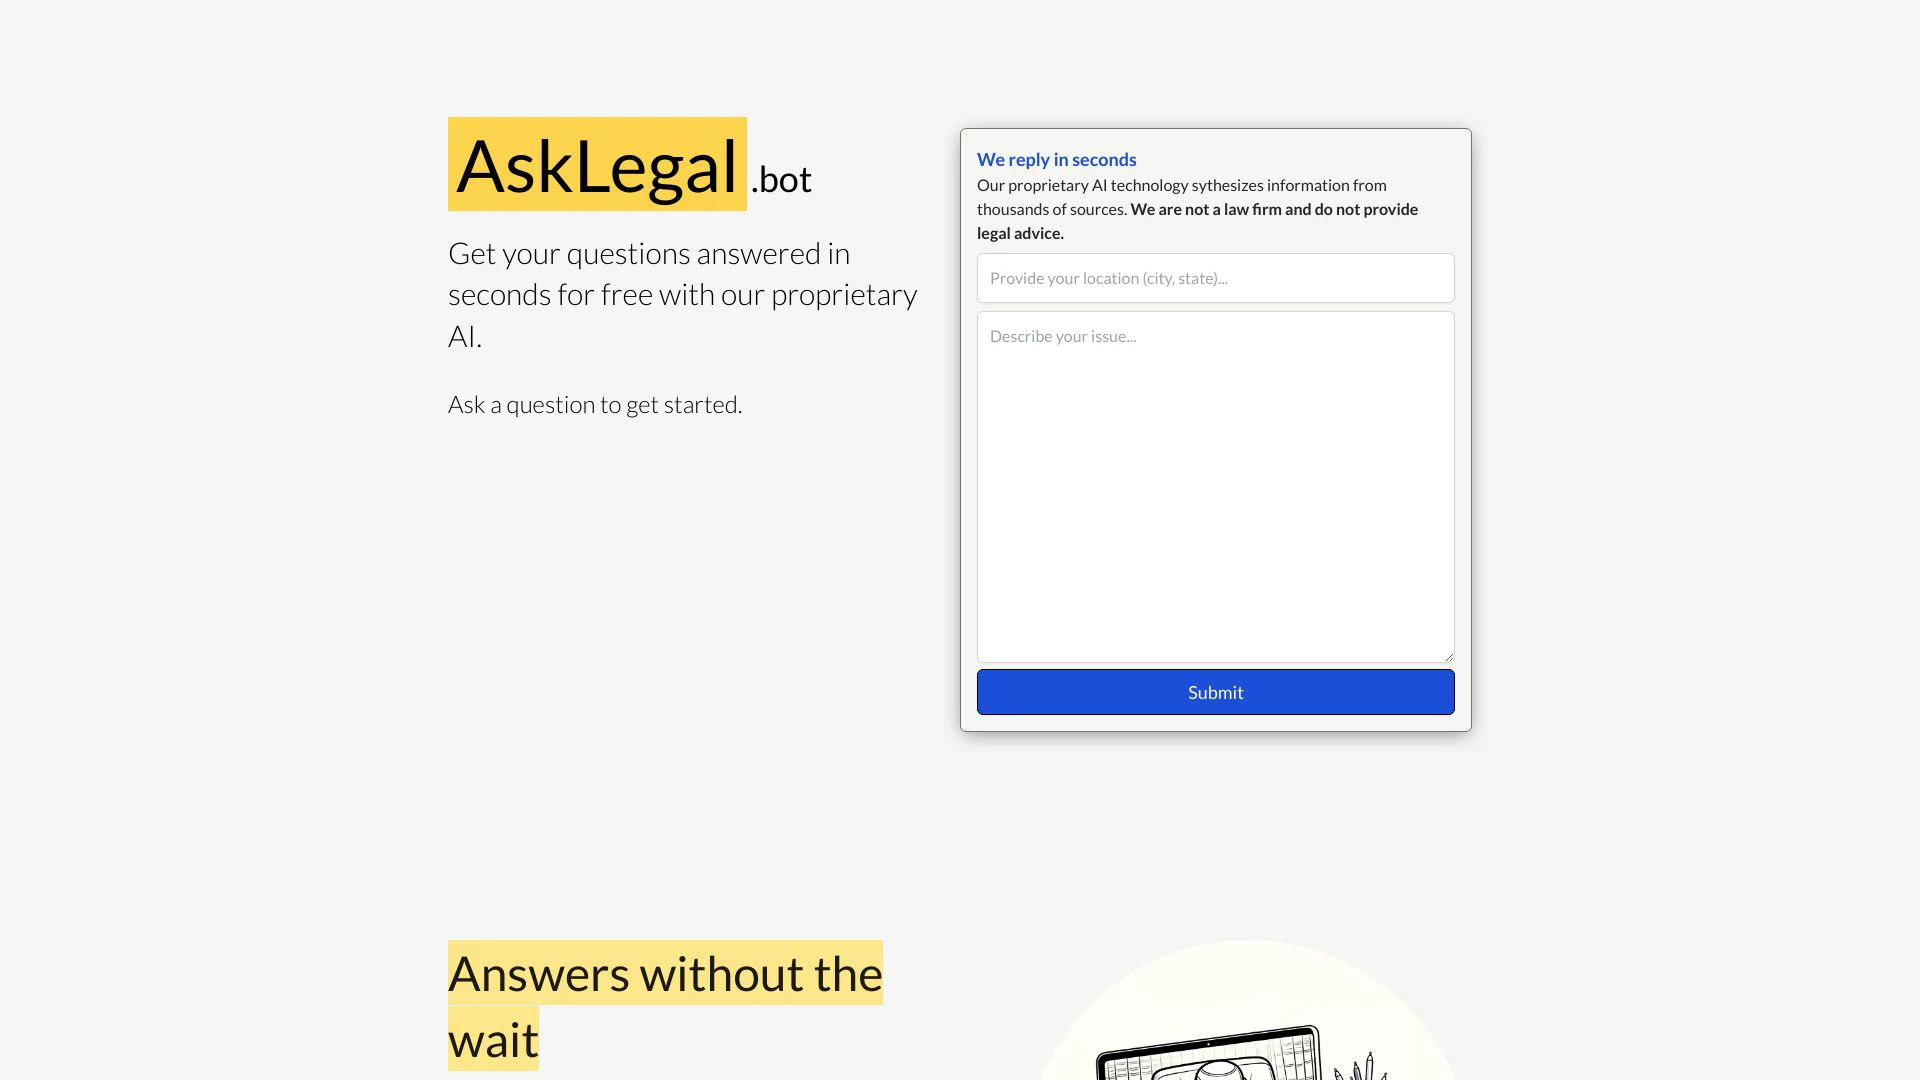 AskLegal .bot
Get your questions answered in
seconds for free with our proprietary
AI.
Ask a question to get started.
We reply in seconds
Our proprietary AI technology sythesizes information from
thousands of sources. We are not a law firm and do not provide
legal advice.
Provide your location (city, state)...
Describe your issue...
Submit
Answers without the
wait